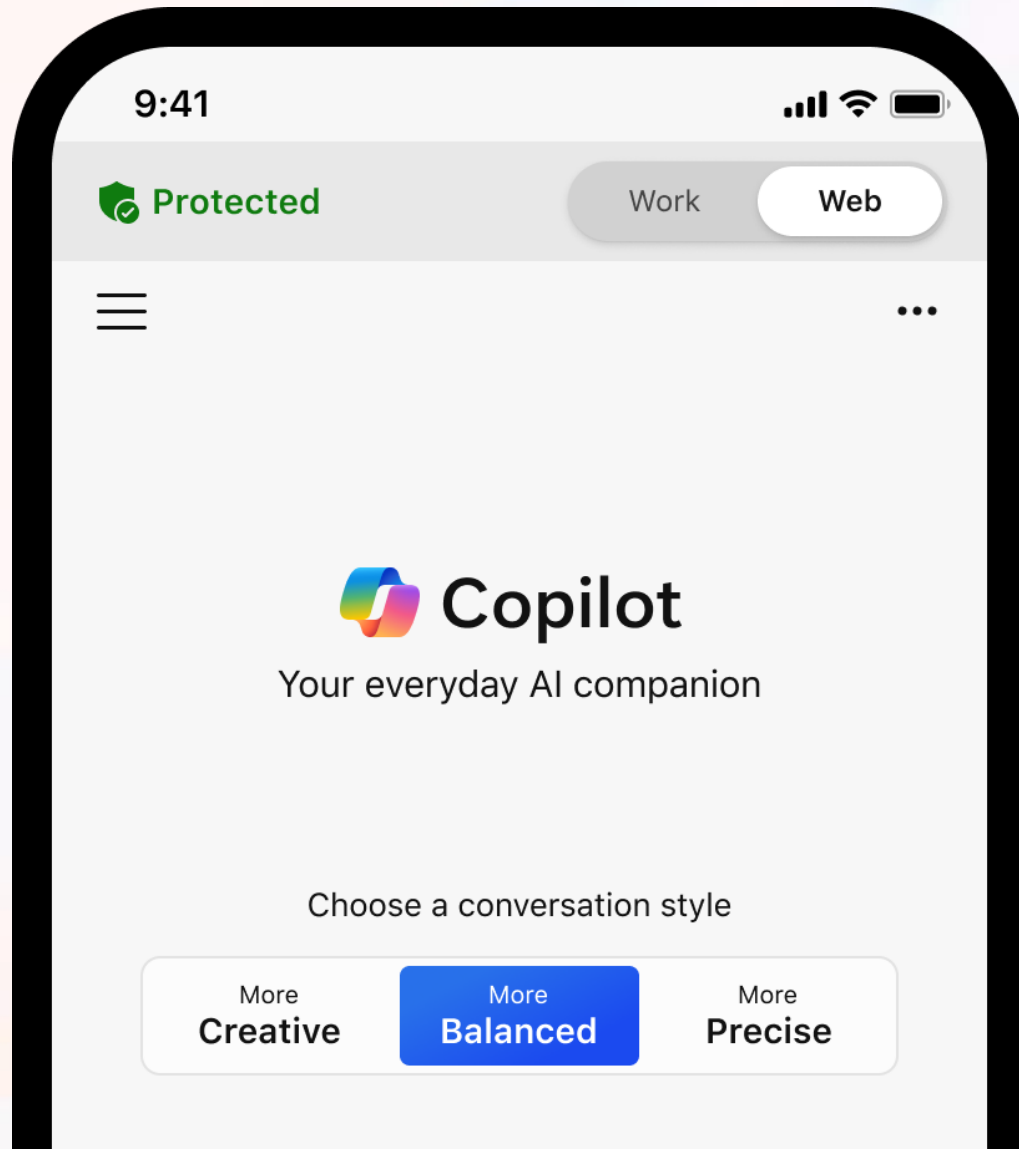 9:41
Protected
Work Web
Copilot
Your everyday AI companion
Choose a conversation style
More More More
Creative Balanced Precise